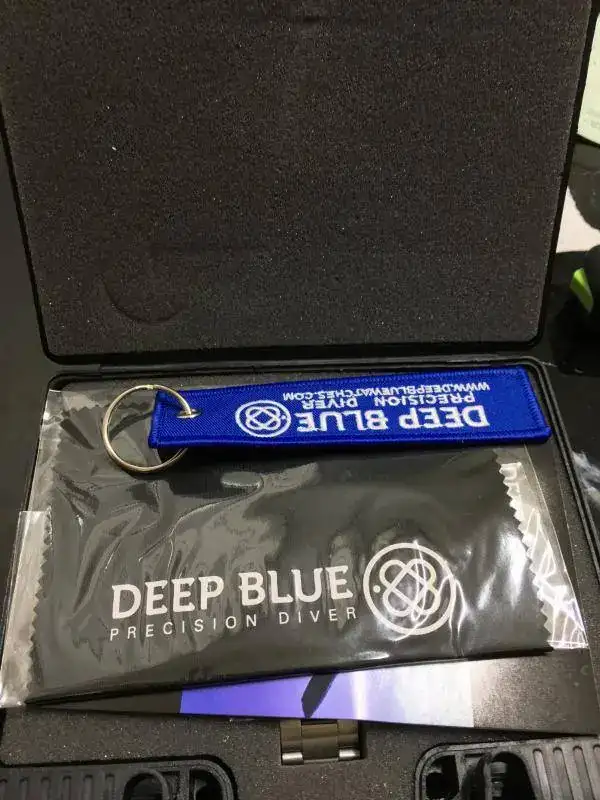 DEEP BLUE
PRECISION
DIVER
WWW.DEEPBLUEWATCHES.COM
DEEP BLUE
PRECISION DIVER